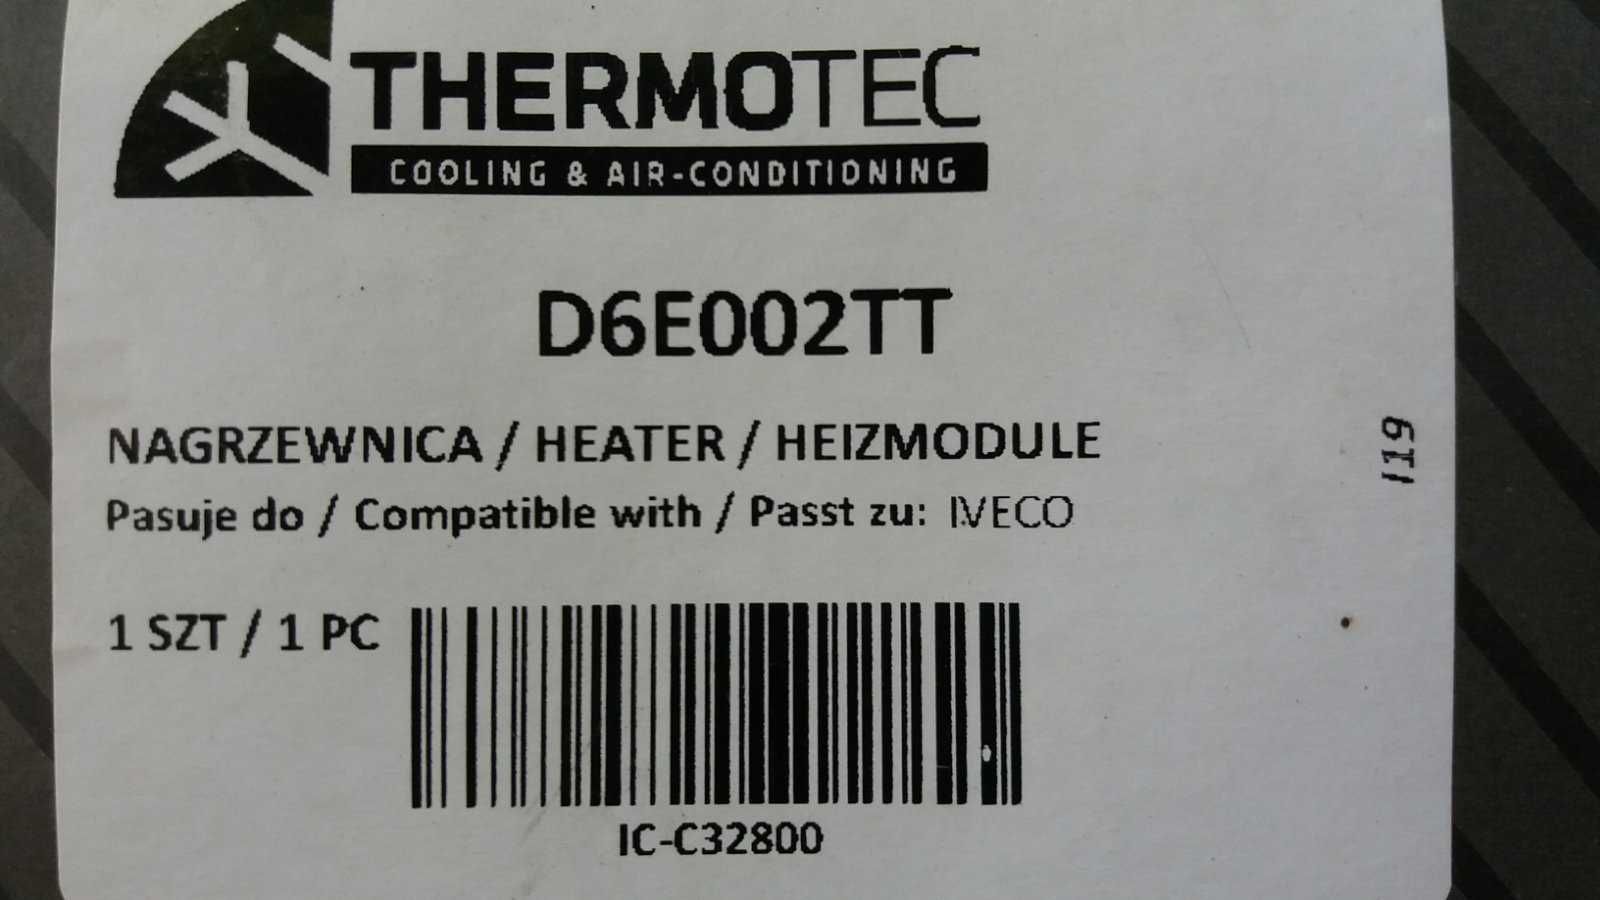 THERMOTEC
COOLING & AIR-CONDITIONING
D6E002TT
NAGRZEWNICA / HEATER / HEIZMODULE
Pasuje do / Compatible with / Passt zu: IVECO
I19
1 SZT / 1 PC
IC-C32800